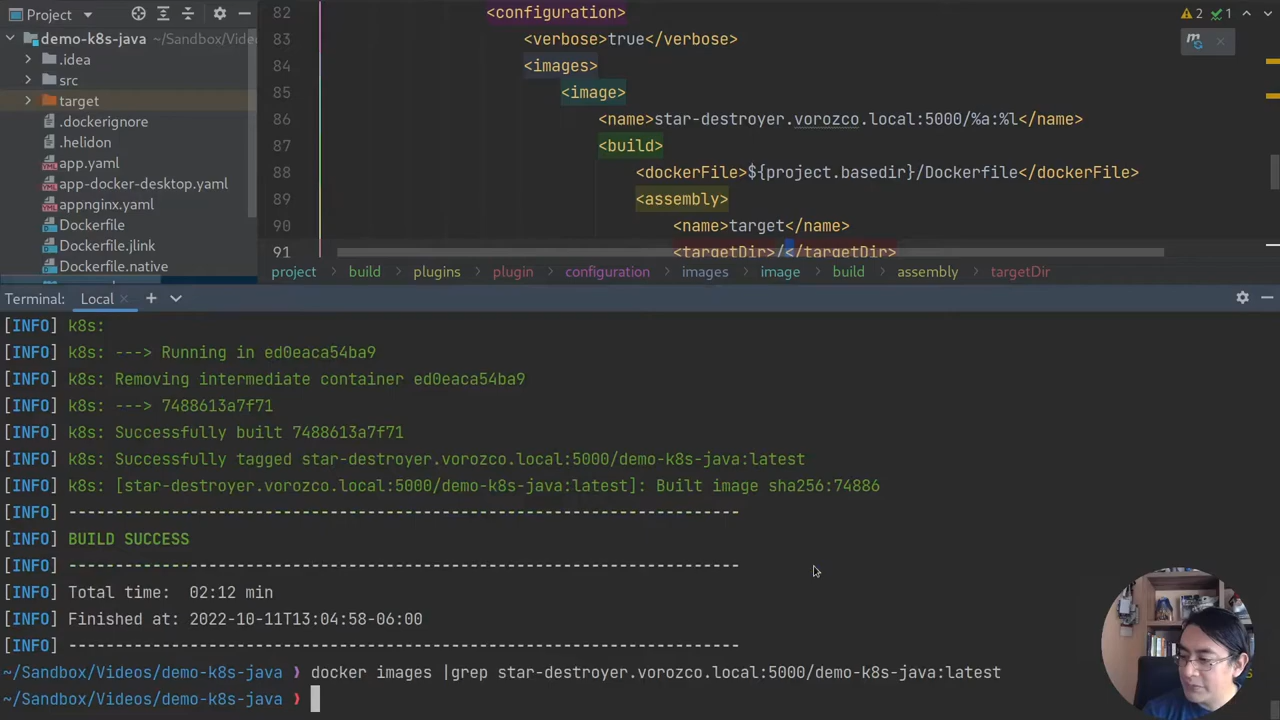 Project
demo-k8s-java ~/Sandbox/Vide
.idea
src
target
.dockerignore
.helidon
app.yaml
app-docker-desktop.yaml
appnginx.yaml
Dockerfile
Dockerfile.jlink
Dockerfile.native
82 <configuration>
83 <verbose>true</verbose>
84 <images>
85 <image>
86 <name>star-destroyer.vorozco.local:5000/%a:%l</name>
87 <build>
88 <dockerFile>${project.basedir}/Dockerfile</dockerFile>
89 <assembly>
90 <name>target</name>
91 <targetDir>/</targetDir>
2 1
project build plugins plugin configuration images image build assembly targetDir
Terminal: Local
[INFO] k8s:
[INFO] k8s: ---> Running in ed0eaca54ba9
[INFO] k8s: Removing intermediate container ed0eaca54ba9
[INFO] k8s: ---> 7488613a7f71
[INFO] k8s: Successfully built 7488613a7f71
[INFO] k8s: Successfully tagged star-destroyer.vorozco.local:5000/demo-k8s-java:latest
[INFO] k8s: [star-destroyer.vorozco.local:5000/demo-k8s-java:latest]: Built image sha256:74886
[INFO] ------------------------------------------------------------------------
[INFO] BUILD SUCCESS
[INFO] ------------------------------------------------------------------------
[INFO] Total time:  02:12 min
[INFO] Finished at: 2022-10-11T13:04:58-06:00
[INFO] ------------------------------------------------------------------------
~/Sandbox/Videos/demo-k8s-java ❯ docker images |grep star-destroyer.vorozco.local:5000/demo-k8s-java:latest
~/Sandbox/Videos/demo-k8s-java ❯